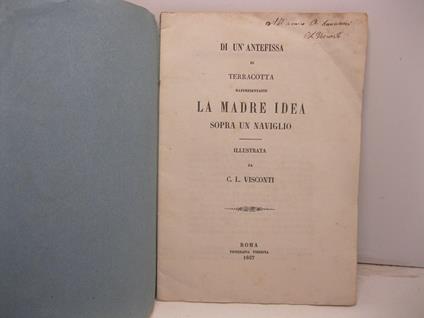 DI UN'ANTEFISSA
DI
TERRACOTTA
RAPPRESENTANTE
LA MADRE IDEA
SOPRA UN NAVIGLIO
ILLUSTRATA
DA
C. L. VISCONTI
ROMA
TIPOGRAFIA TIBERINA
1867